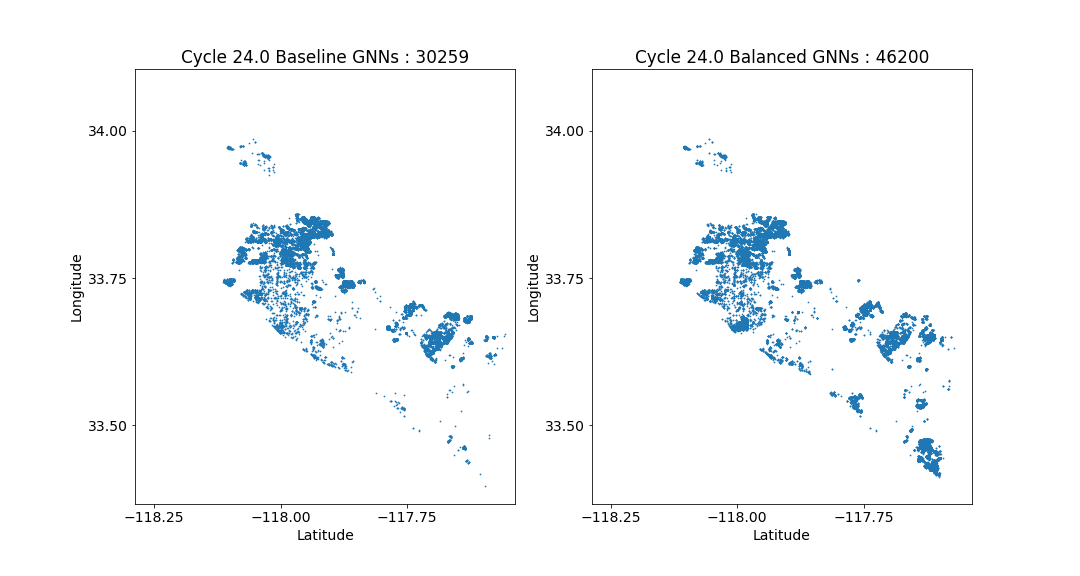 Cycle 24.0 Baseline GNNs : 30259
34.00
33.75
33.50
Longitude
−118.25
−118.00
−117.75
Latitude
Cycle 24.0 Balanced GNNs : 46200
34.00
33.75
33.50
Longitude
−118.25
−118.00
−117.75
Latitude